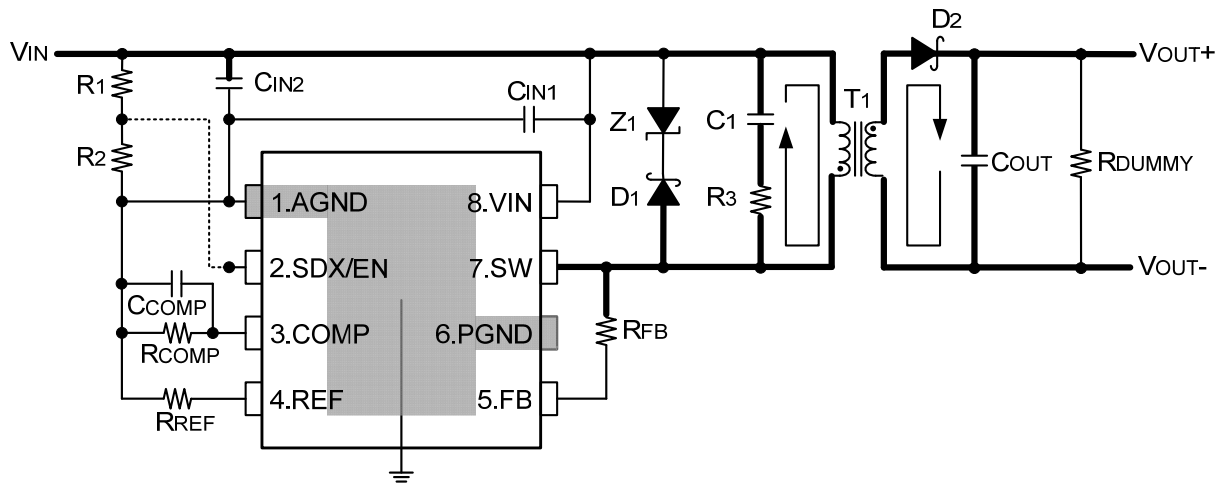 D2
VIN
VOUT+
R1
CIN2
CIN1
T1
Z1
C1
R2
COUT
RDUMMY
1.AGND
8.VIN
D1
R3
2.SDX/EN
7.SW
VOUT-
CCOMP
3.COMP
6.PGND
RFB
RCOMP
4.REF
5.FB
RREF